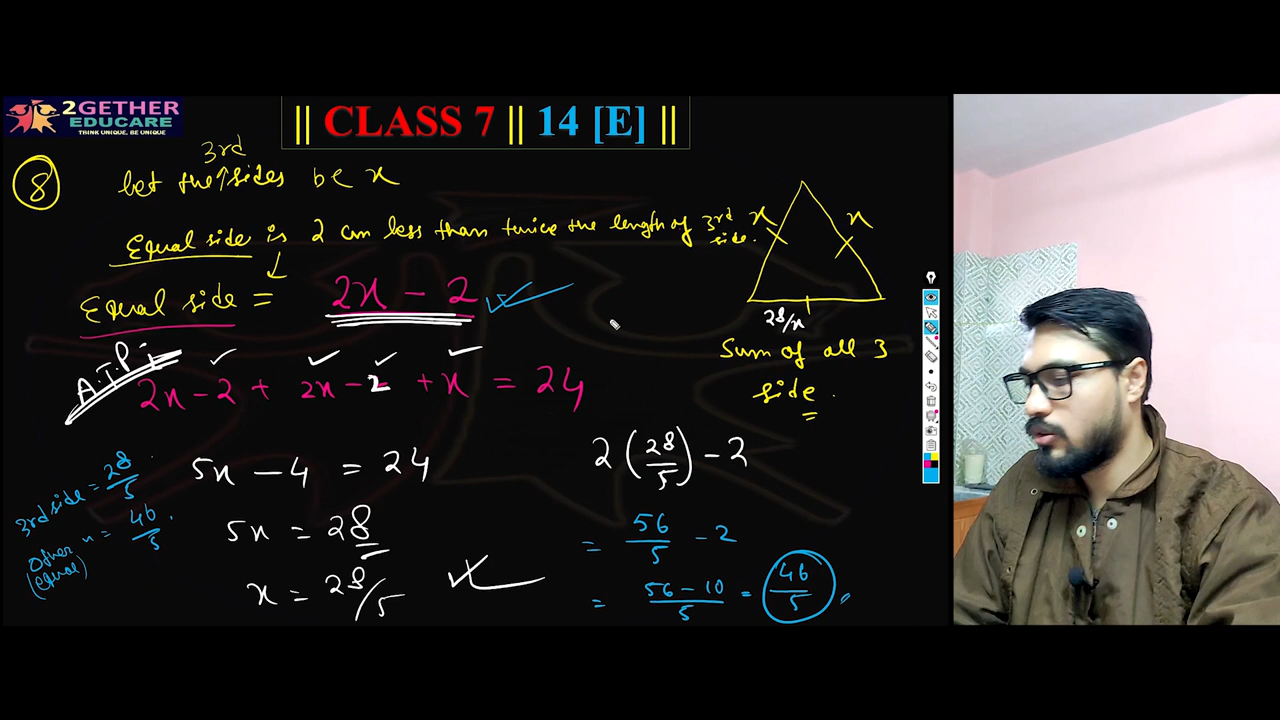 2GETHER
EDUCARE
THINK UNIQUE, BE UNIQUE
|| CLASS 7 || 14 [E] ||
8
3rd
let the ↑ sides be x
Equal side is 2 cm less than twice the length of 3rd side.
Equal side = 2x - 2
A.T.P;
2x - 2 + 2x - 2 + x = 24
5x - 4 = 24
5x = 28
x = 28/5
3rd side = 28/5
Other x = 46/5
(equal)
x x
28/x
Sum of all 3
side.
2(28/5) - 2
= 56/5 - 2
= 56 - 10/5 = 46/5